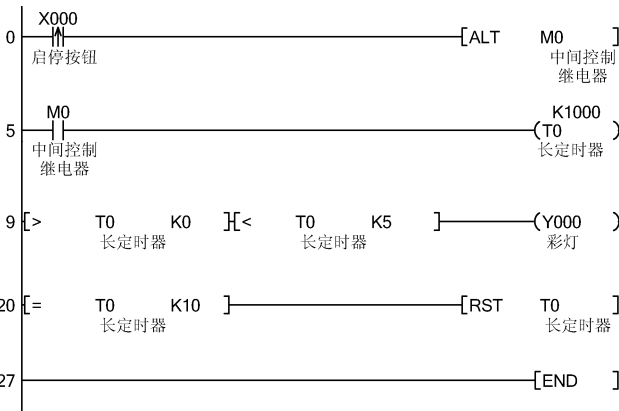 X000
0 [ALT M0 ]
启停按钮 中间控制
继电器
M0 K1000
5 (T0 )
中间控制 长定时器
继电器
9 [> T0 K0 ] [< T0 K5 ] (Y000 )
长定时器 长定时器 彩灯
20 [= T0 K10 ] [RST T0 ]
长定时器 长定时器
27 [END ]